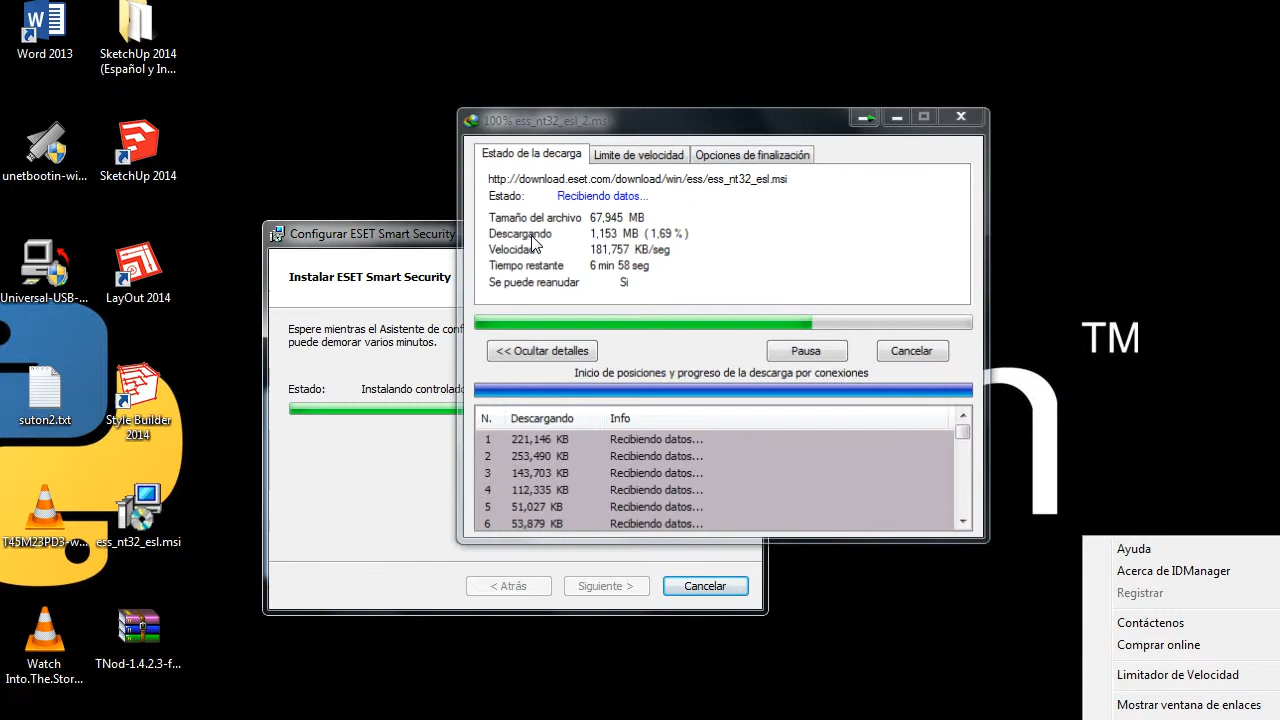 Word 2013
SketchUp 2014
(Español y In...
unetbootin-wi...
SketchUp 2014
Universal-USB-...
LayOut 2014
suton2.txt
Style Builder
2014
T45M23PD3-w...
ess_nt32_esl.msi
Watch
Into.The.Stor...
TNod-1.4.2.3-f...
TM
n
Configurar ESET Smart Security
Instalar ESET Smart Security
Espere mientras el Asistente de conf
puede demorar varios minutos.
Estado: Instalando controlad
< Atrás Siguiente > Cancelar
100% ess_nt32_esl_2.ms
Estado de la decarga Limite de velocidad Opciones de finalización
http://download.eset.com/download/win/ess/ess_nt32_esl.msi
Estado: Recibiendo datos...
Tamaño del archivo 67,945 MB
Descargando 1,153 MB ( 1,69 % )
Velocidad 181,757 KB/seg
Tiempo restante 6 min 58 seg
Se puede reanudar Si
<< Ocultar detalles Pausa Cancelar
Inicio de posiciones y progreso de la descarga por conexiones
N. Descargando Info
1 221,146 KB Recibiendo datos...
2 253,490 KB Recibiendo datos...
3 143,703 KB Recibiendo datos...
4 112,335 KB Recibiendo datos...
5 51,027 KB Recibiendo datos...
6 53,879 KB Recibiendo datos...
Ayuda
Acerca de IDManager
Registrar
Contáctenos
Comprar online
Limitador de Velocidad
Mostrar ventana de enlaces